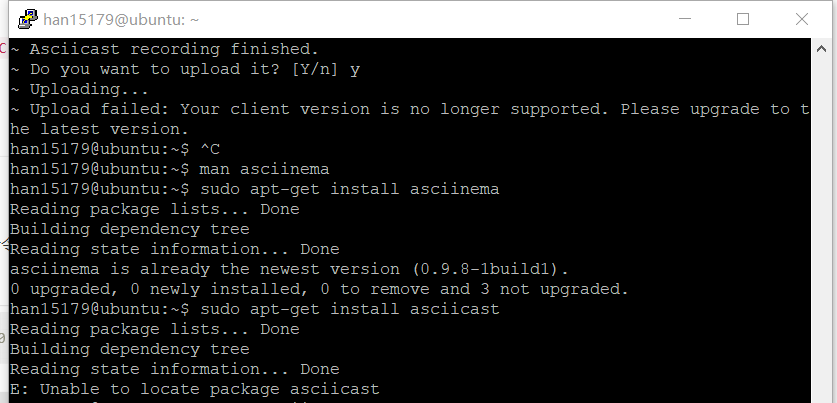 han15179@ubuntu: ~
~ Asciicast recording finished.
~ Do you want to upload it? [Y/n] y
~ Uploading...
~ Upload failed: Your client version is no longer supported. Please upgrade to t
he latest version.
han15179@ubuntu:~$ ^C
han15179@ubuntu:~$ man asciinema
han15179@ubuntu:~$ sudo apt-get install asciinema
Reading package lists... Done
Building dependency tree
Reading state information... Done
asciinema is already the newest version (0.9.8-1build1).
0 upgraded, 0 newly installed, 0 to remove and 3 not upgraded.
han15179@ubuntu:~$ sudo apt-get install asciicast
Reading package lists... Done
Building dependency tree
Reading state information... Done
E: Unable to locate package asciicast